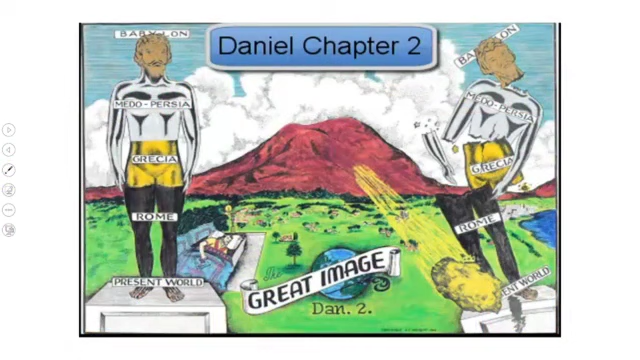 Daniel Chapter 2
BABYLON
MEDO-PERSIA
GRECIA
ROME
PRESENT WORLD
BABYLON
MEDO-PERSIA
GRECIA
ROME
ENT WORLD
The
GREAT IMAGE
Dan. 2.